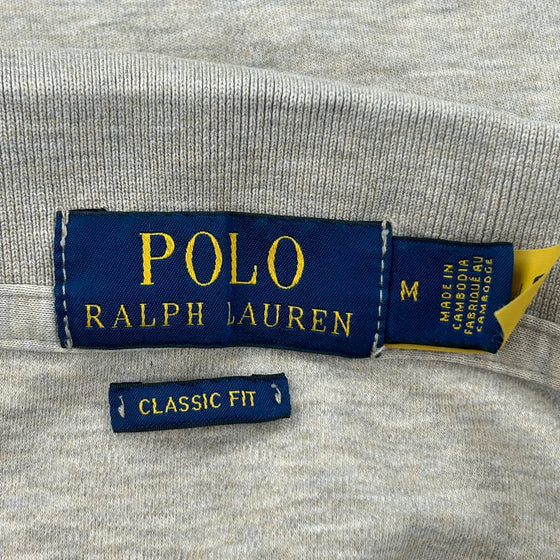 POLO
RALPH LAUREN
M
MADE IN
CAMBODIA
FABRIQUÉ AU
CAMBODGE
CLASSIC FIT